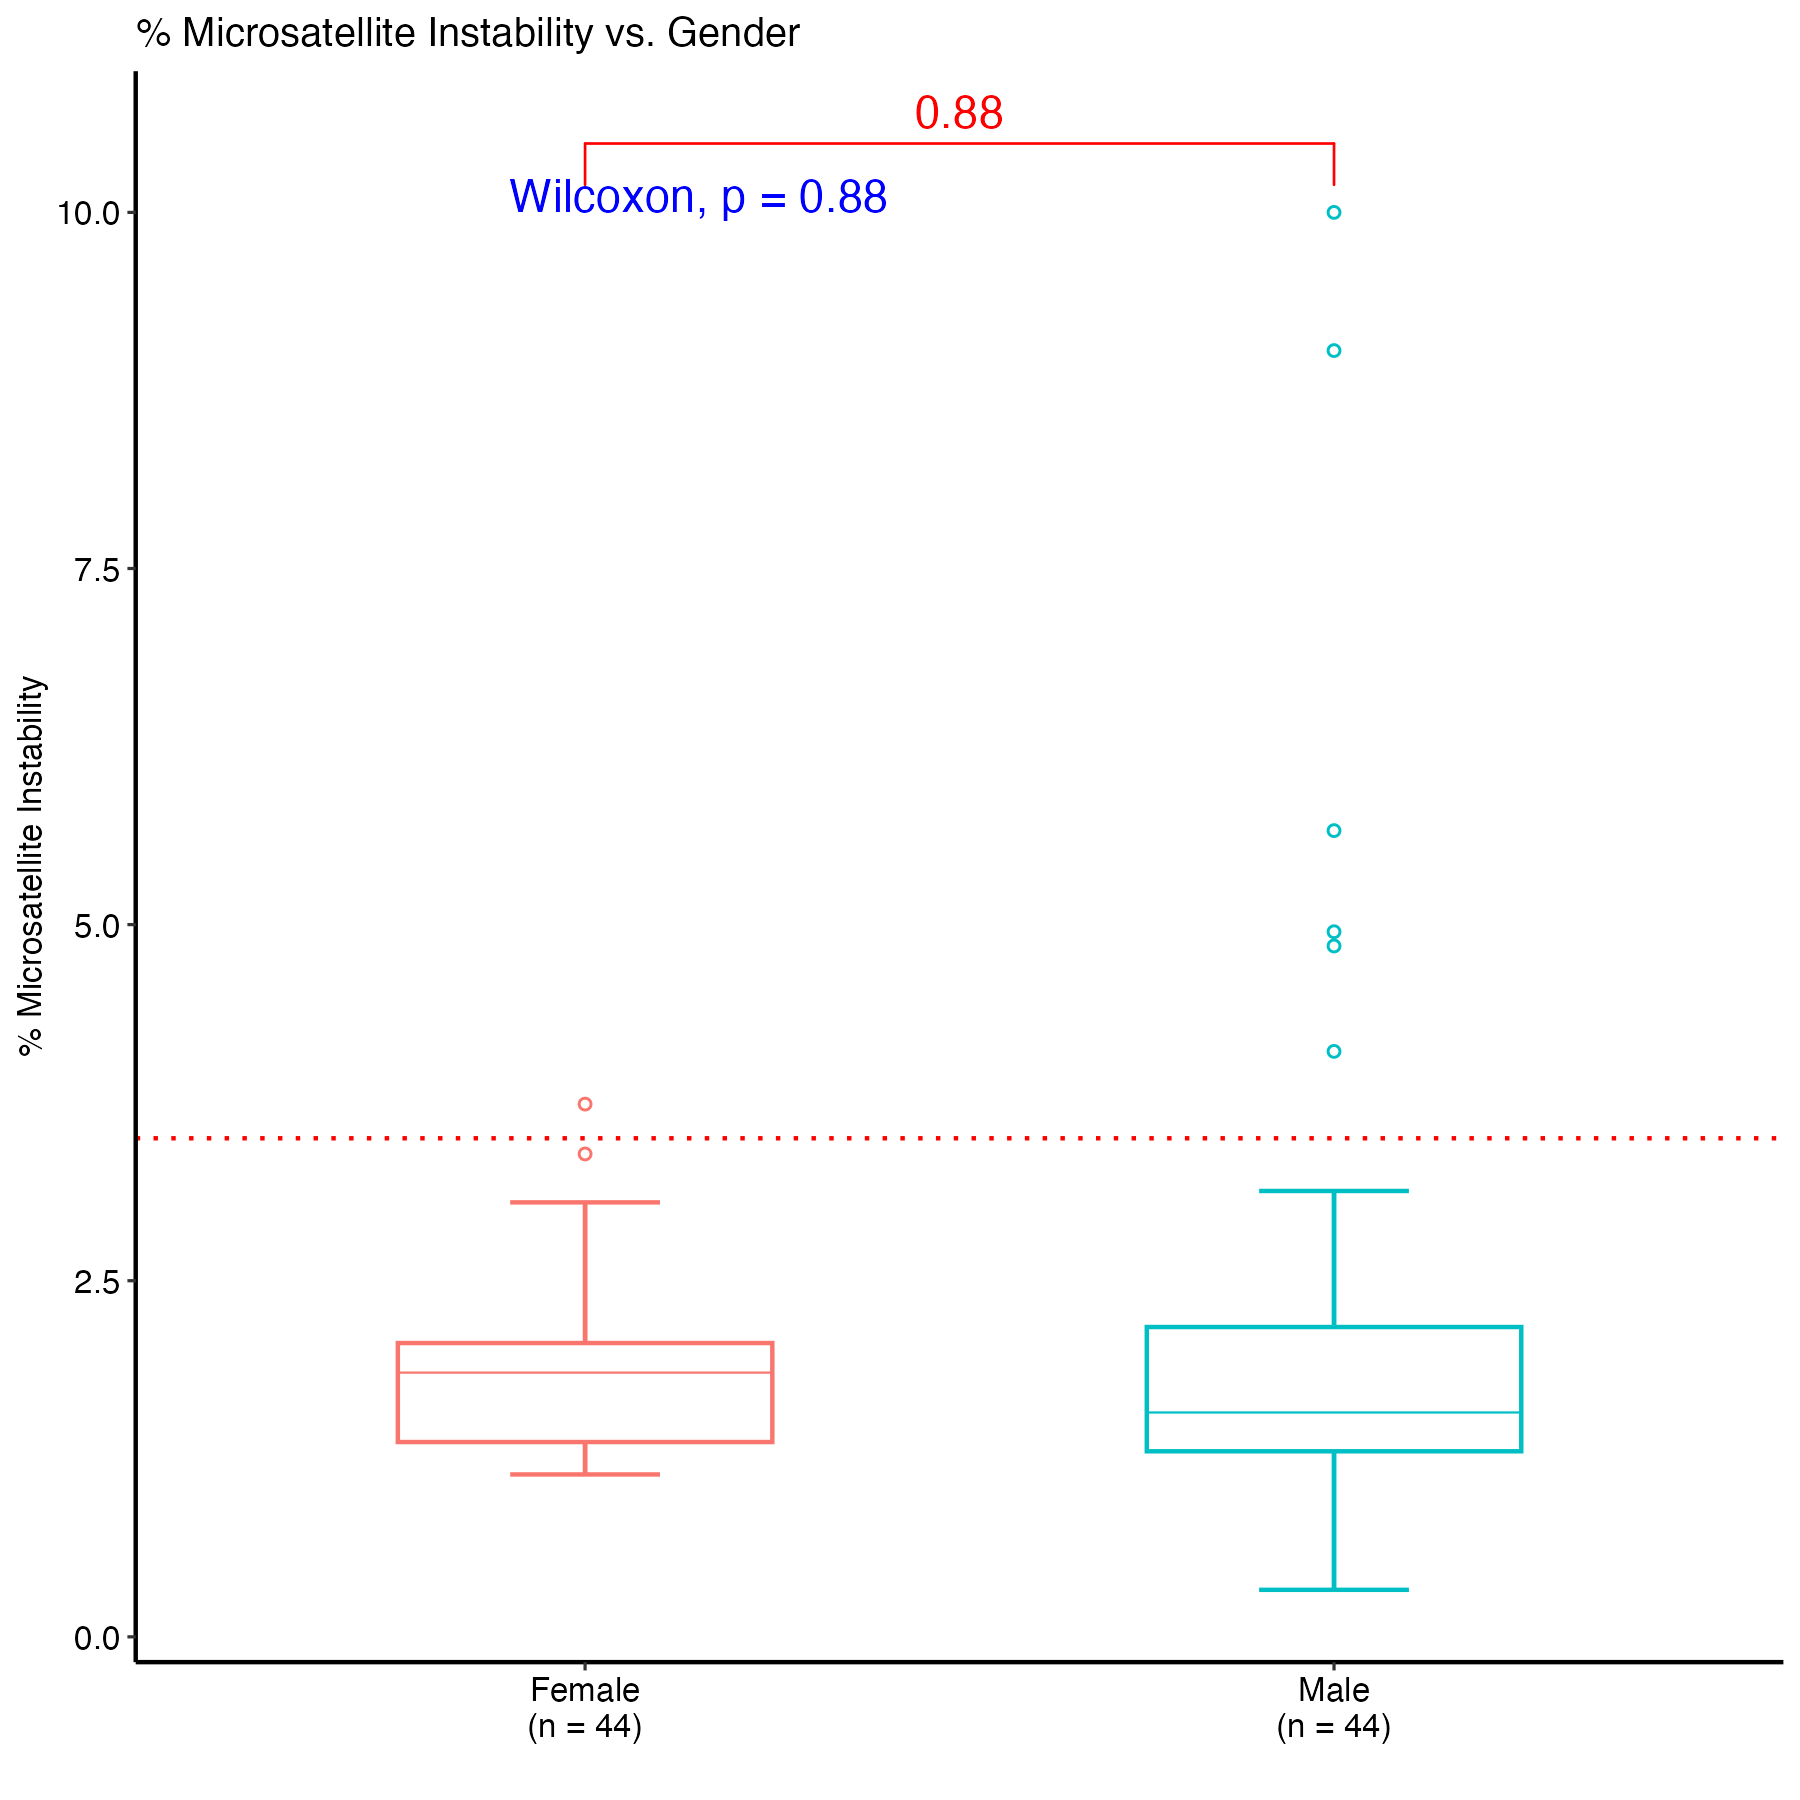 % Microsatellite Instability vs. Gender
0.88
Wilcoxon, p = 0.88
10.0
7.5
5.0
2.5
0.0
% Microsatellite Instability
Female
(n = 44)
Male
(n = 44)